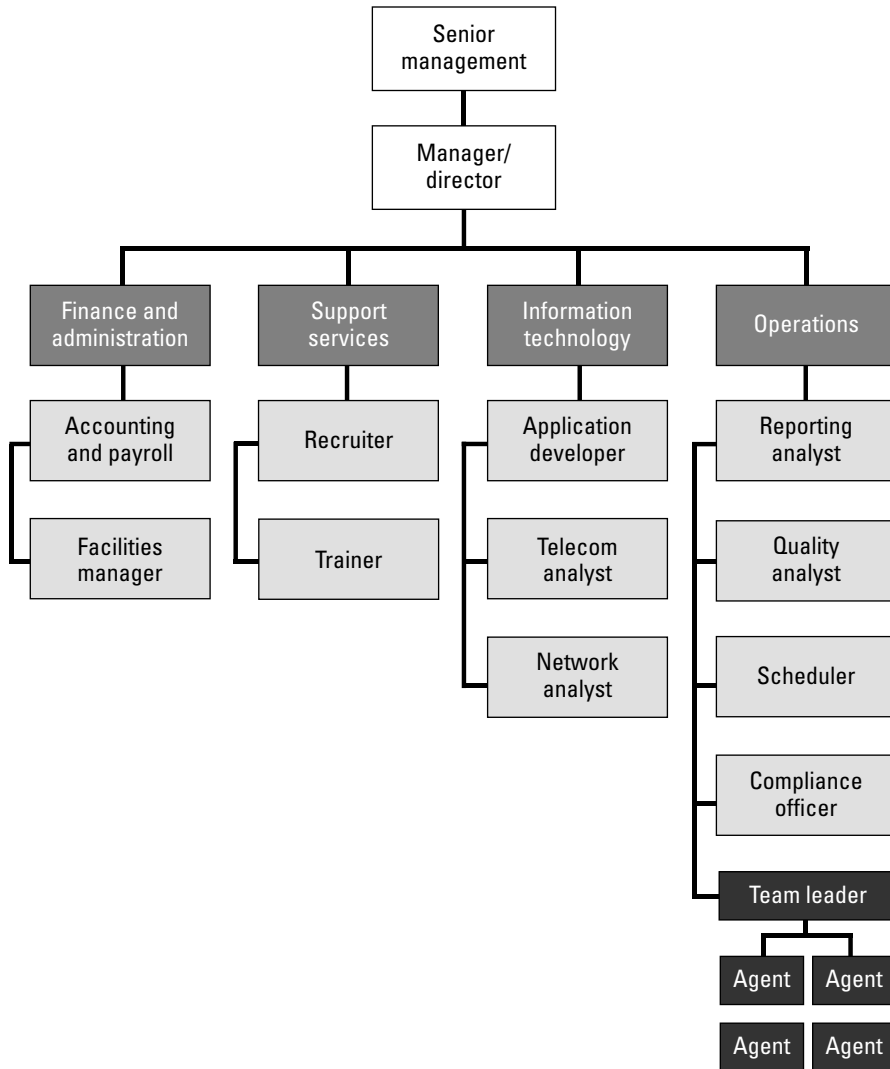 Senior
management
Manager/
director
Finance and
administration
Support
services
Information
technology
Operations
Accounting
and payroll
Recruiter
Application
developer
Reporting
analyst
Facilities
manager
Trainer
Telecom
analyst
Quality
analyst
Network
analyst
Scheduler
Compliance
officer
Team leader
Agent
Agent
Agent
Agent